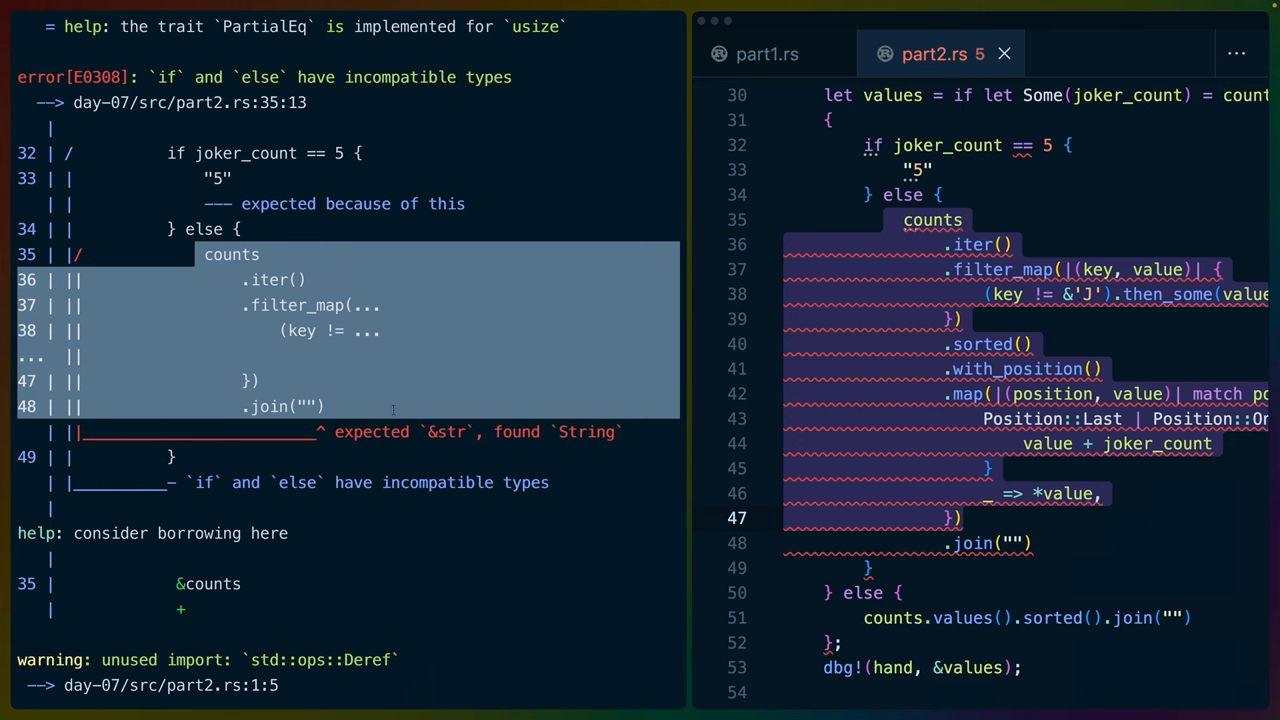 = help: the trait `PartialEq` is implemented for `usize`
error[E0308]: `if` and `else` have incompatible types
--> day-07/src/part2.rs:35:13
|
32 | / if joker_count == 5 {
33 | | "5"
| | --- expected because of this
34 | | } else {
35 | |/ counts
36 | || .iter()
37 | || .filter_map(...
38 | || (key != ...
... ||
47 | || })
48 | || .join("")
| ||_________________________^ expected `&str`, found `String`
49 | | }
| |_________- `if` and `else` have incompatible types
|
help: consider borrowing here
|
35 | &counts
| +
warning: unused import: `std::ops::Deref`
--> day-07/src/part2.rs:1:5
part1.rs
part2.rs 5
30 let values = if let Some(joker_count) = count
31 {
32 if joker_count == 5 {
33 "5"
34 } else {
35 counts
36 .iter()
37 .filter_map(|(key, value)| {
38 (key != &'J').then_some(value
39 })
40 .sorted()
41 .with_position()
42 .map(|(position, value)| match po
43 Position::Last | Position::On
44 value + joker_count
45 }
46 _ => *value,
47 })
48 .join("")
49 }
50 } else {
51 counts.values().sorted().join("")
52 };
53 dbg!(hand, &values);
54